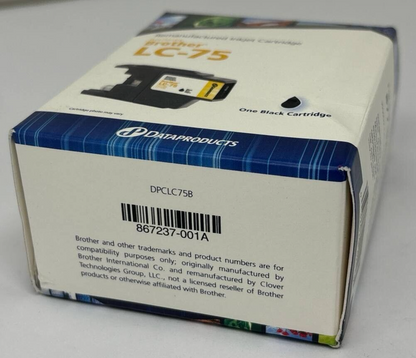 Remanufactured Inkjet Cartridge
Brother
LC-75
One Black Cartridge
DATAPRODUCTS
DPCLC75B
867237-001A
Brother and other trademarks and product numbers are for
compatibility purposes only; originally manufactured by
Brother International Co. and remanufactured by Clover
Technologies Group, LLC., not a licensed reseller of Brother
products or otherwise affiliated with Brother.